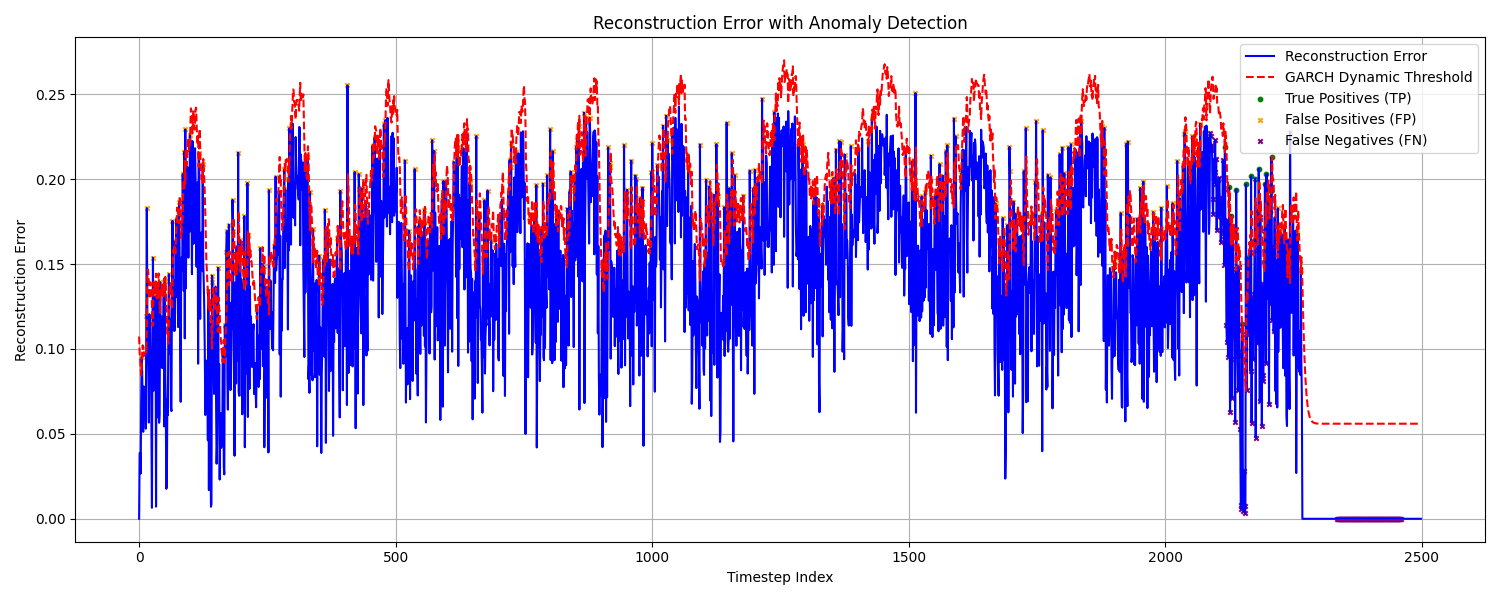 Reconstruction Error with Anomaly Detection
Reconstruction Error
GARCH Dynamic Threshold
True Positives (TP)
False Positives (FP)
False Negatives (FN)
0.25
0.20
0.15
0.10
0.05
0.00
Reconstruction Error
0
500
1000
1500
2000
2500
Timestep Index